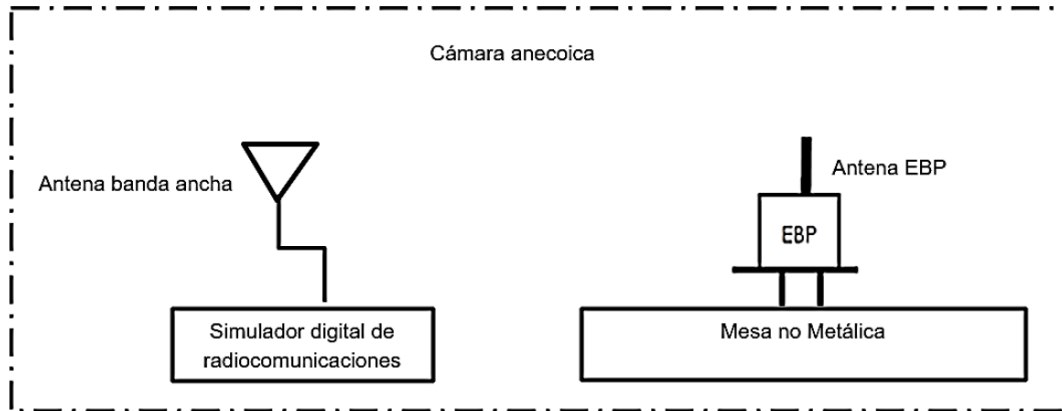 Cámara anecoica
Antena banda ancha
Antena EBP
EBP
Simulador digital de
radiocomunicaciones
Mesa no Metálica